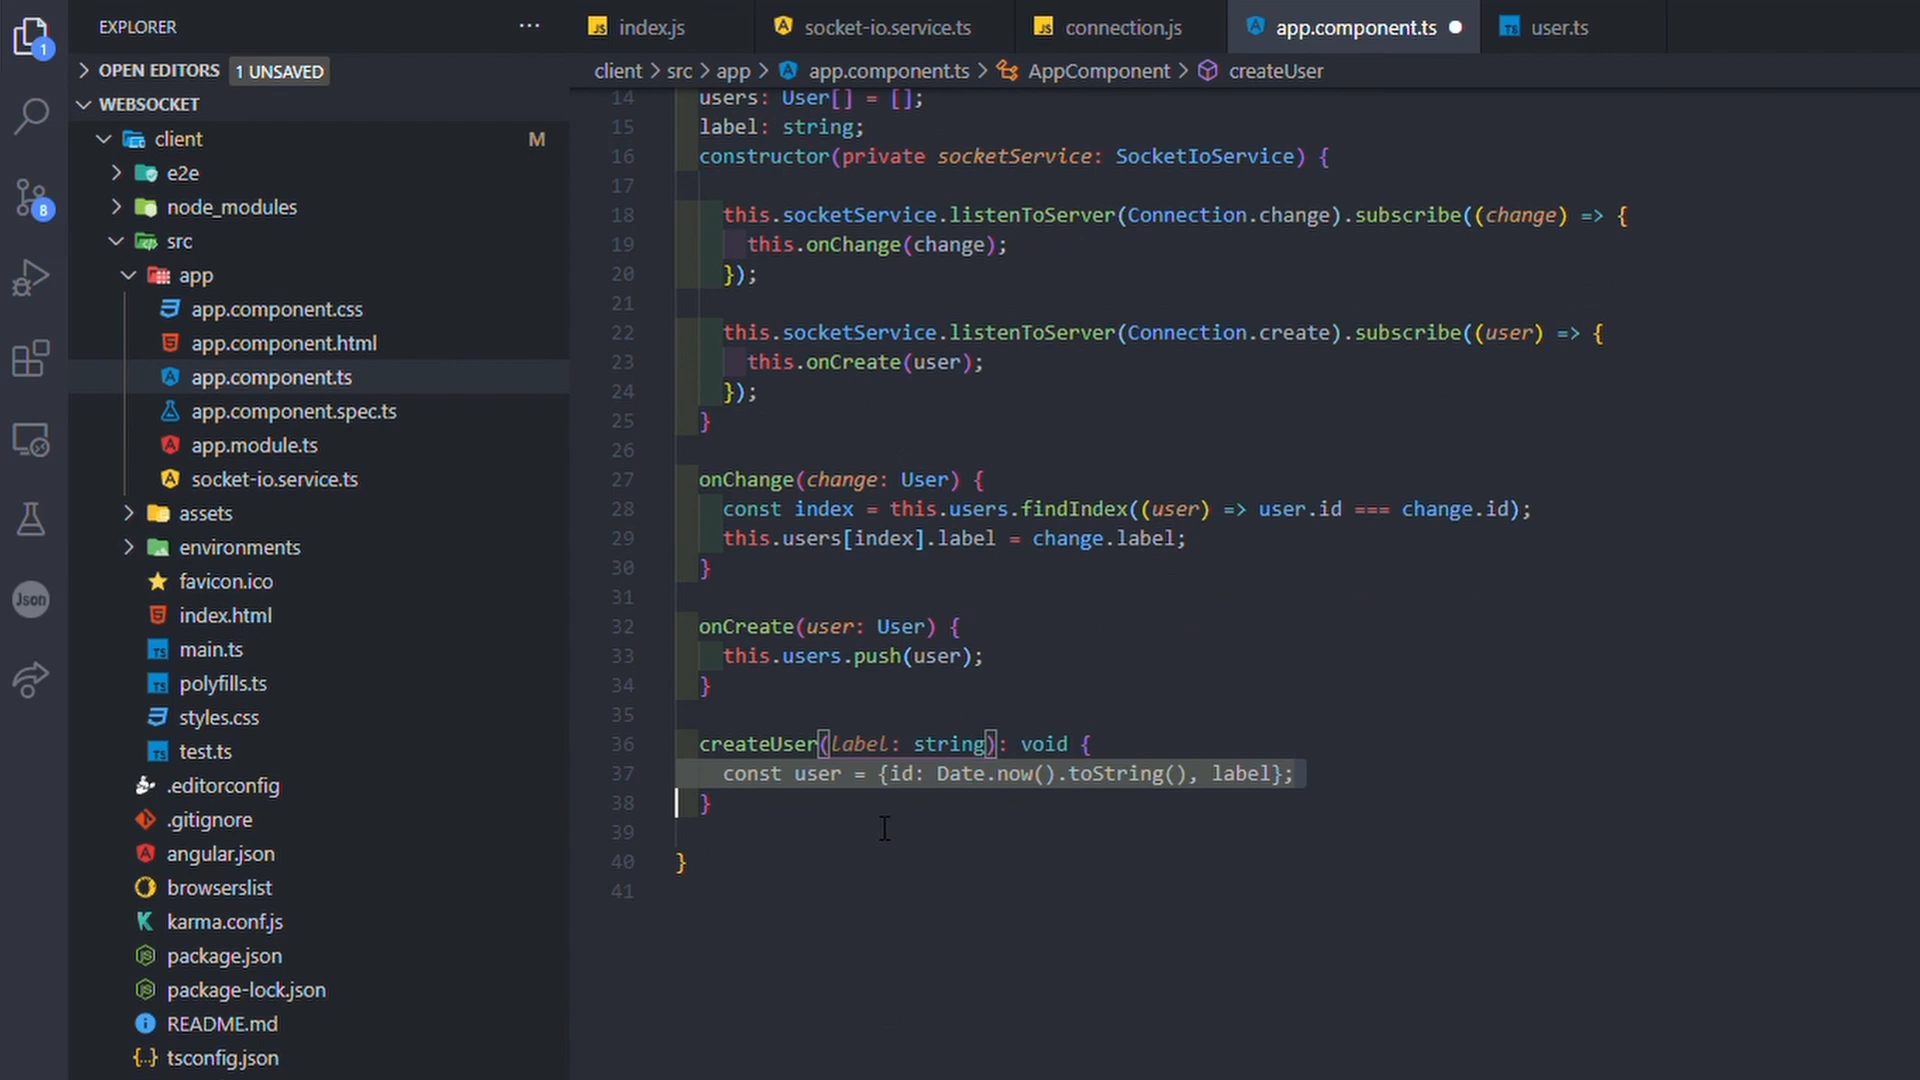 EXPLORER
1
OPEN EDITORS 1 UNSAVED
WEBSOCKET
client M
e2e
node_modules
8
src
app
app.component.css
app.component.html
app.component.ts
app.component.spec.ts
app.module.ts
socket-io.service.ts
assets
environments
favicon.ico
Json
index.html
main.ts
polyfills.ts
styles.css
test.ts
.editorconfig
.gitignore
angular.json
browserslist
karma.conf.js
package.json
package-lock.json
README.md
tsconfig.json
JS index.js
socket-io.service.ts
JS connection.js
app.component.ts
TS user.ts
client > src > app > app.component.ts > AppComponent > createUser
14 users: User[] = [];
15 label: string;
16 constructor(private socketService: SocketIoService) {
17
18 this.socketService.listenToServer(Connection.change).subscribe((change) => {
19 this.onChange(change);
20 });
21
22 this.socketService.listenToServer(Connection.create).subscribe((user) => {
23 this.onCreate(user);
24 });
25 }
26
27 onChange(change: User) {
28 const index = this.users.findIndex((user) => user.id === change.id);
29 this.users[index].label = change.label;
30 }
31
32 onCreate(user: User) {
33 this.users.push(user);
34 }
35
36 createUser(label: string): void {
37 const user = {id: Date.now().toString(), label};
38 }
39
40 }
41